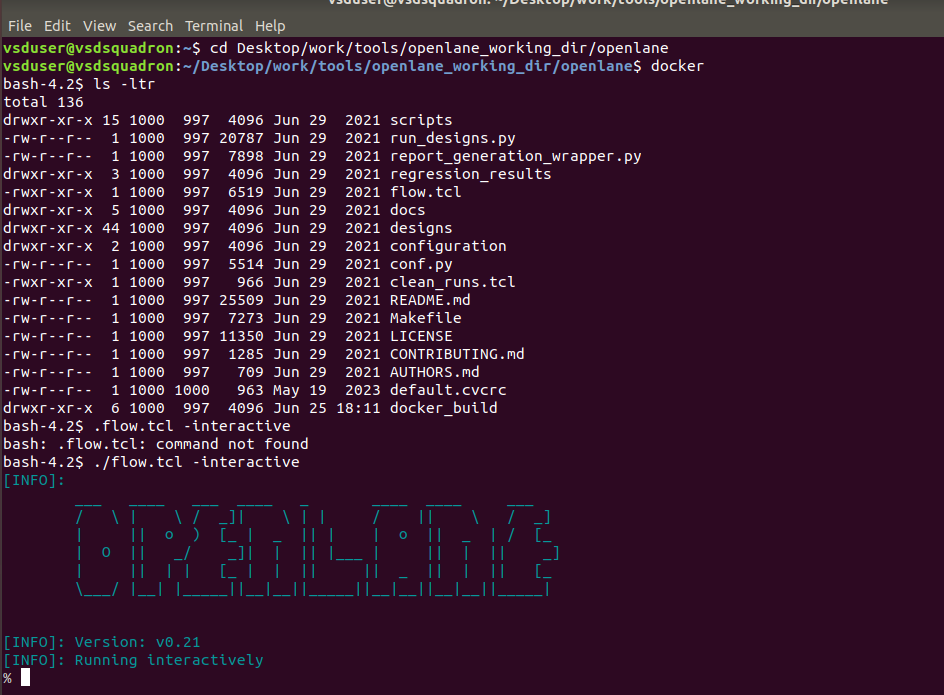 vsduser@vsdsquadron: ~/Desktop/work/tools/openlane_working_dir/openlane
File Edit View Search Terminal Help
vsduser@vsdsquadron:~$ cd Desktop/work/tools/openlane_working_dir/openlane
vsduser@vsdsquadron:~/Desktop/work/tools/openlane_working_dir/openlane$ docker
bash-4.2$ ls -ltr
total 136
drwxr-xr-x 15 1000  997  4096 Jun 29  2021 scripts
-rw-r--r--  1 1000  997 20787 Jun 29  2021 run_designs.py
-rw-r--r--  1 1000  997  7898 Jun 29  2021 report_generation_wrapper.py
drwxr-xr-x  3 1000  997  4096 Jun 29  2021 regression_results
-rwxr-xr-x  1 1000  997  6519 Jun 29  2021 flow.tcl
drwxr-xr-x  5 1000  997  4096 Jun 29  2021 docs
drwxr-xr-x 44 1000  997  4096 Jun 29  2021 designs
drwxr-xr-x  2 1000  997  4096 Jun 29  2021 configuration
-rw-r--r--  1 1000  997  5514 Jun 29  2021 conf.py
-rwxr-xr-x  1 1000  997   966 Jun 29  2021 clean_runs.tcl
-rw-r--r--  1 1000  997 25509 Jun 29  2021 README.md
-rw-r--r--  1 1000  997  7273 Jun 29  2021 Makefile
-rw-r--r--  1 1000  997 11350 Jun 29  2021 LICENSE
-rw-r--r--  1 1000  997  1285 Jun 29  2021 CONTRIBUTING.md
-rw-r--r--  1 1000  997   709 Jun 29  2021 AUTHORS.md
-rw-r--r--  1 1000 1000   963 May 19  2023 default.cvcrc
drwxr-xr-x  6 1000  997  4096 Jun 25 18:11 docker_build
bash-4.2$ .flow.tcl -interactive
bash: .flow.tcl: command not found
bash-4.2$ ./flow.tcl -interactive
[INFO]:
OPENLANE
[INFO]: Version: v0.21
[INFO]: Running interactively
%